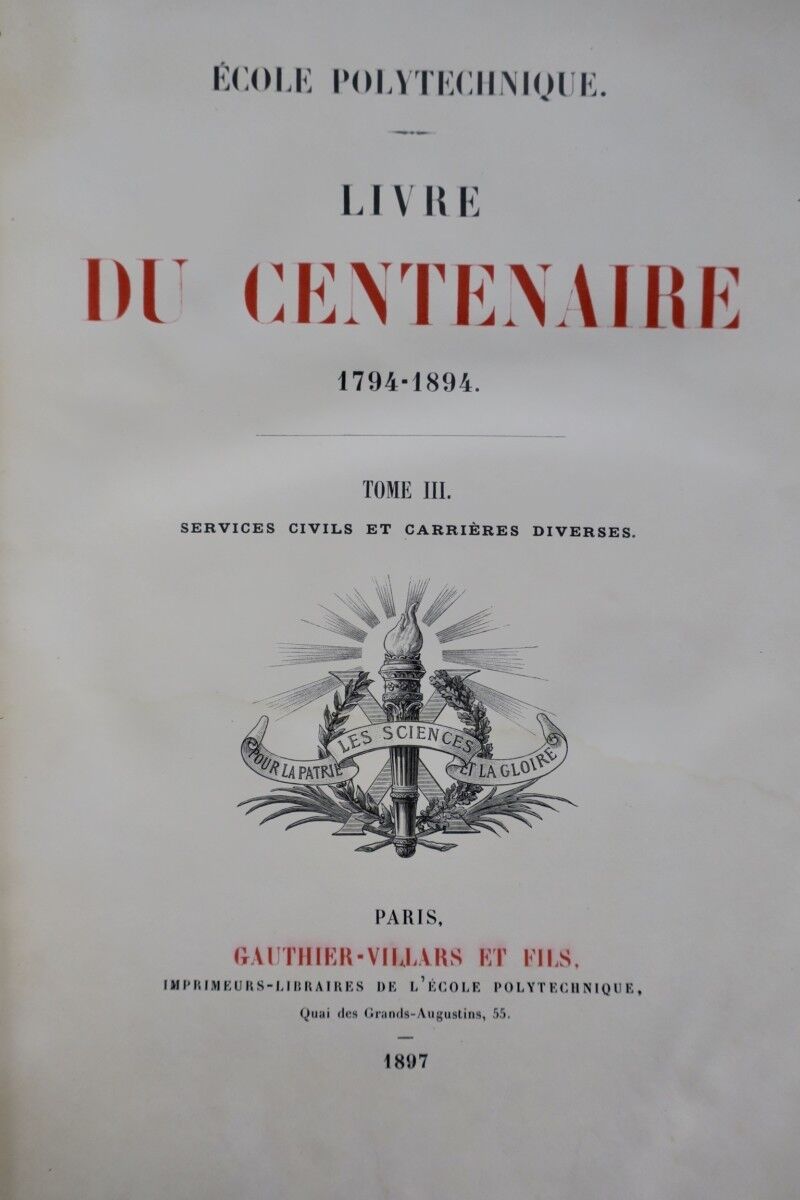 ÉCOLE POLYTECHNIQUE.
LIVRE
DU CENTENAIRE
1794-1894.
TOME III.
SERVICES CIVILS ET CARRIÈRES DIVERSES.
POUR LA PATRIE
LES SCIENCES
ET LA GLOIRE
PARIS,
GAUTHIER-VILLARS ET FILS,
IMPRIMEURS-LIBRAIRES DE L'ÉCOLE POLYTECHNIQUE,
Quai des Grands-Augustins, 55.
1897